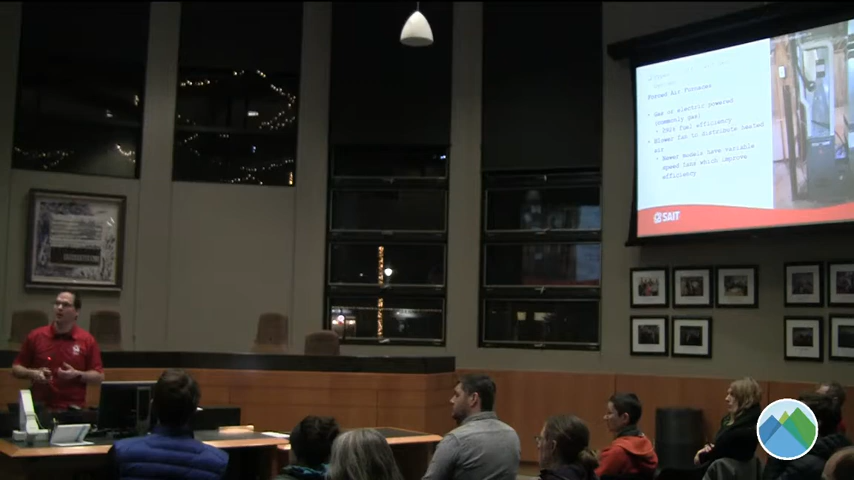 Forced Air Furnaces
• Gas or electric powered
(commonly gas)
fuel efficiency
• Blower fan to distribute heated
air
• Newer models have variable
speed fans which improve
efficiency
SAIT